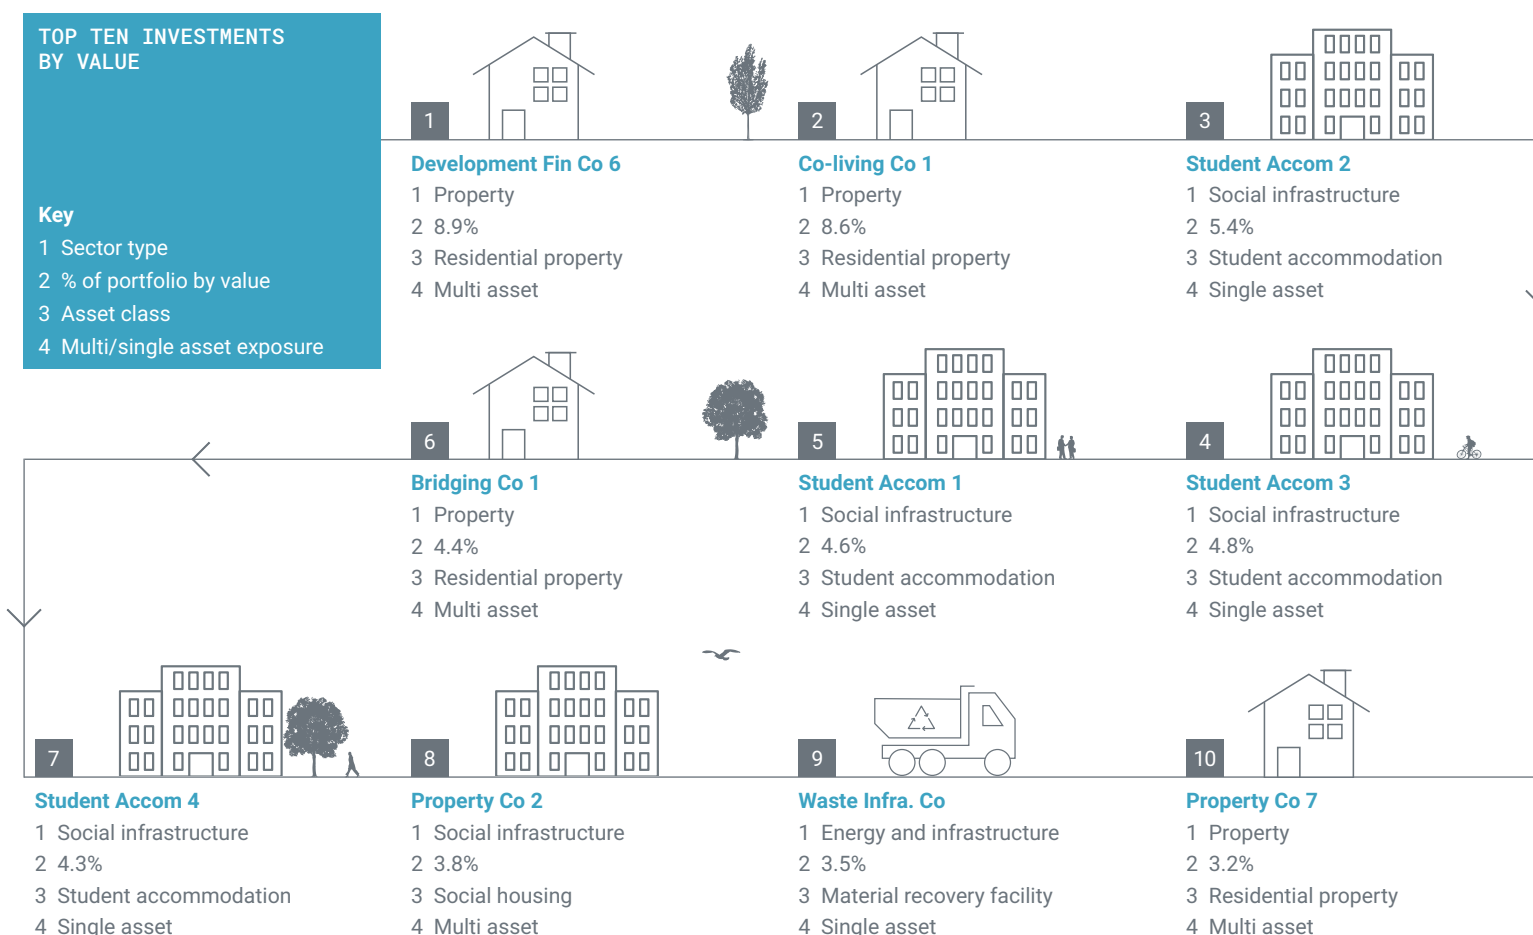 TOP TEN INVESTMENTS
BY VALUE
Key
1 Sector type
2 % of portfolio by value
3 Asset class
4 Multi/single asset exposure
1
Development Fin Co 6
1 Property
2 8.9%
3 Residential property
4 Multi asset
2
Co-living Co 1
1 Property
2 8.6%
3 Residential property
4 Multi asset
3
Student Accom 2
1 Social infrastructure
2 5.4%
3 Student accommodation
4 Single asset
6
Bridging Co 1
1 Property
2 4.4%
3 Residential property
4 Multi asset
5
Student Accom 1
1 Social infrastructure
2 4.6%
3 Student accommodation
4 Single asset
4
Student Accom 3
1 Social infrastructure
2 4.8%
3 Student accommodation
4 Single asset
7
Student Accom 4
1 Social infrastructure
2 4.3%
3 Student accommodation
4 Single asset
8
Property Co 2
1 Social infrastructure
2 3.8%
3 Social housing
4 Multi asset
9
Waste Infra. Co
1 Energy and infrastructure
2 3.5%
3 Material recovery facility
4 Single asset
10
Property Co 7
1 Property
2 3.2%
3 Residential property
4 Multi asset